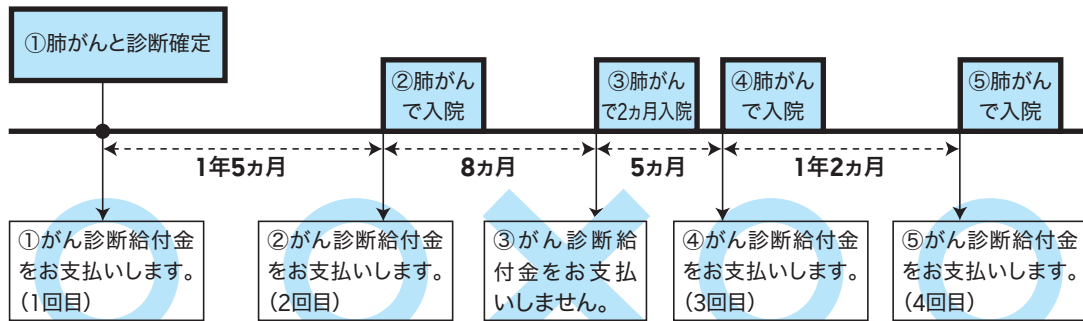 ①肺がんと診断確定
②肺がん
で入院
③肺がん
で2ヵ月入院
④肺がん
で入院
⑤肺がん
で入院
1年5ヵ月
8ヵ月
5ヵ月
1年2ヵ月
①がん診断給付金
をお支払いします。
(1回目)
②がん診断給付金
をお支払いします。
(2回目)
③がん診断給
付金をお支払
いしません。
④がん診断給付金
をお支払いします。
(3回目)
⑤がん診断給付金
をお支払いします。
(4回目)